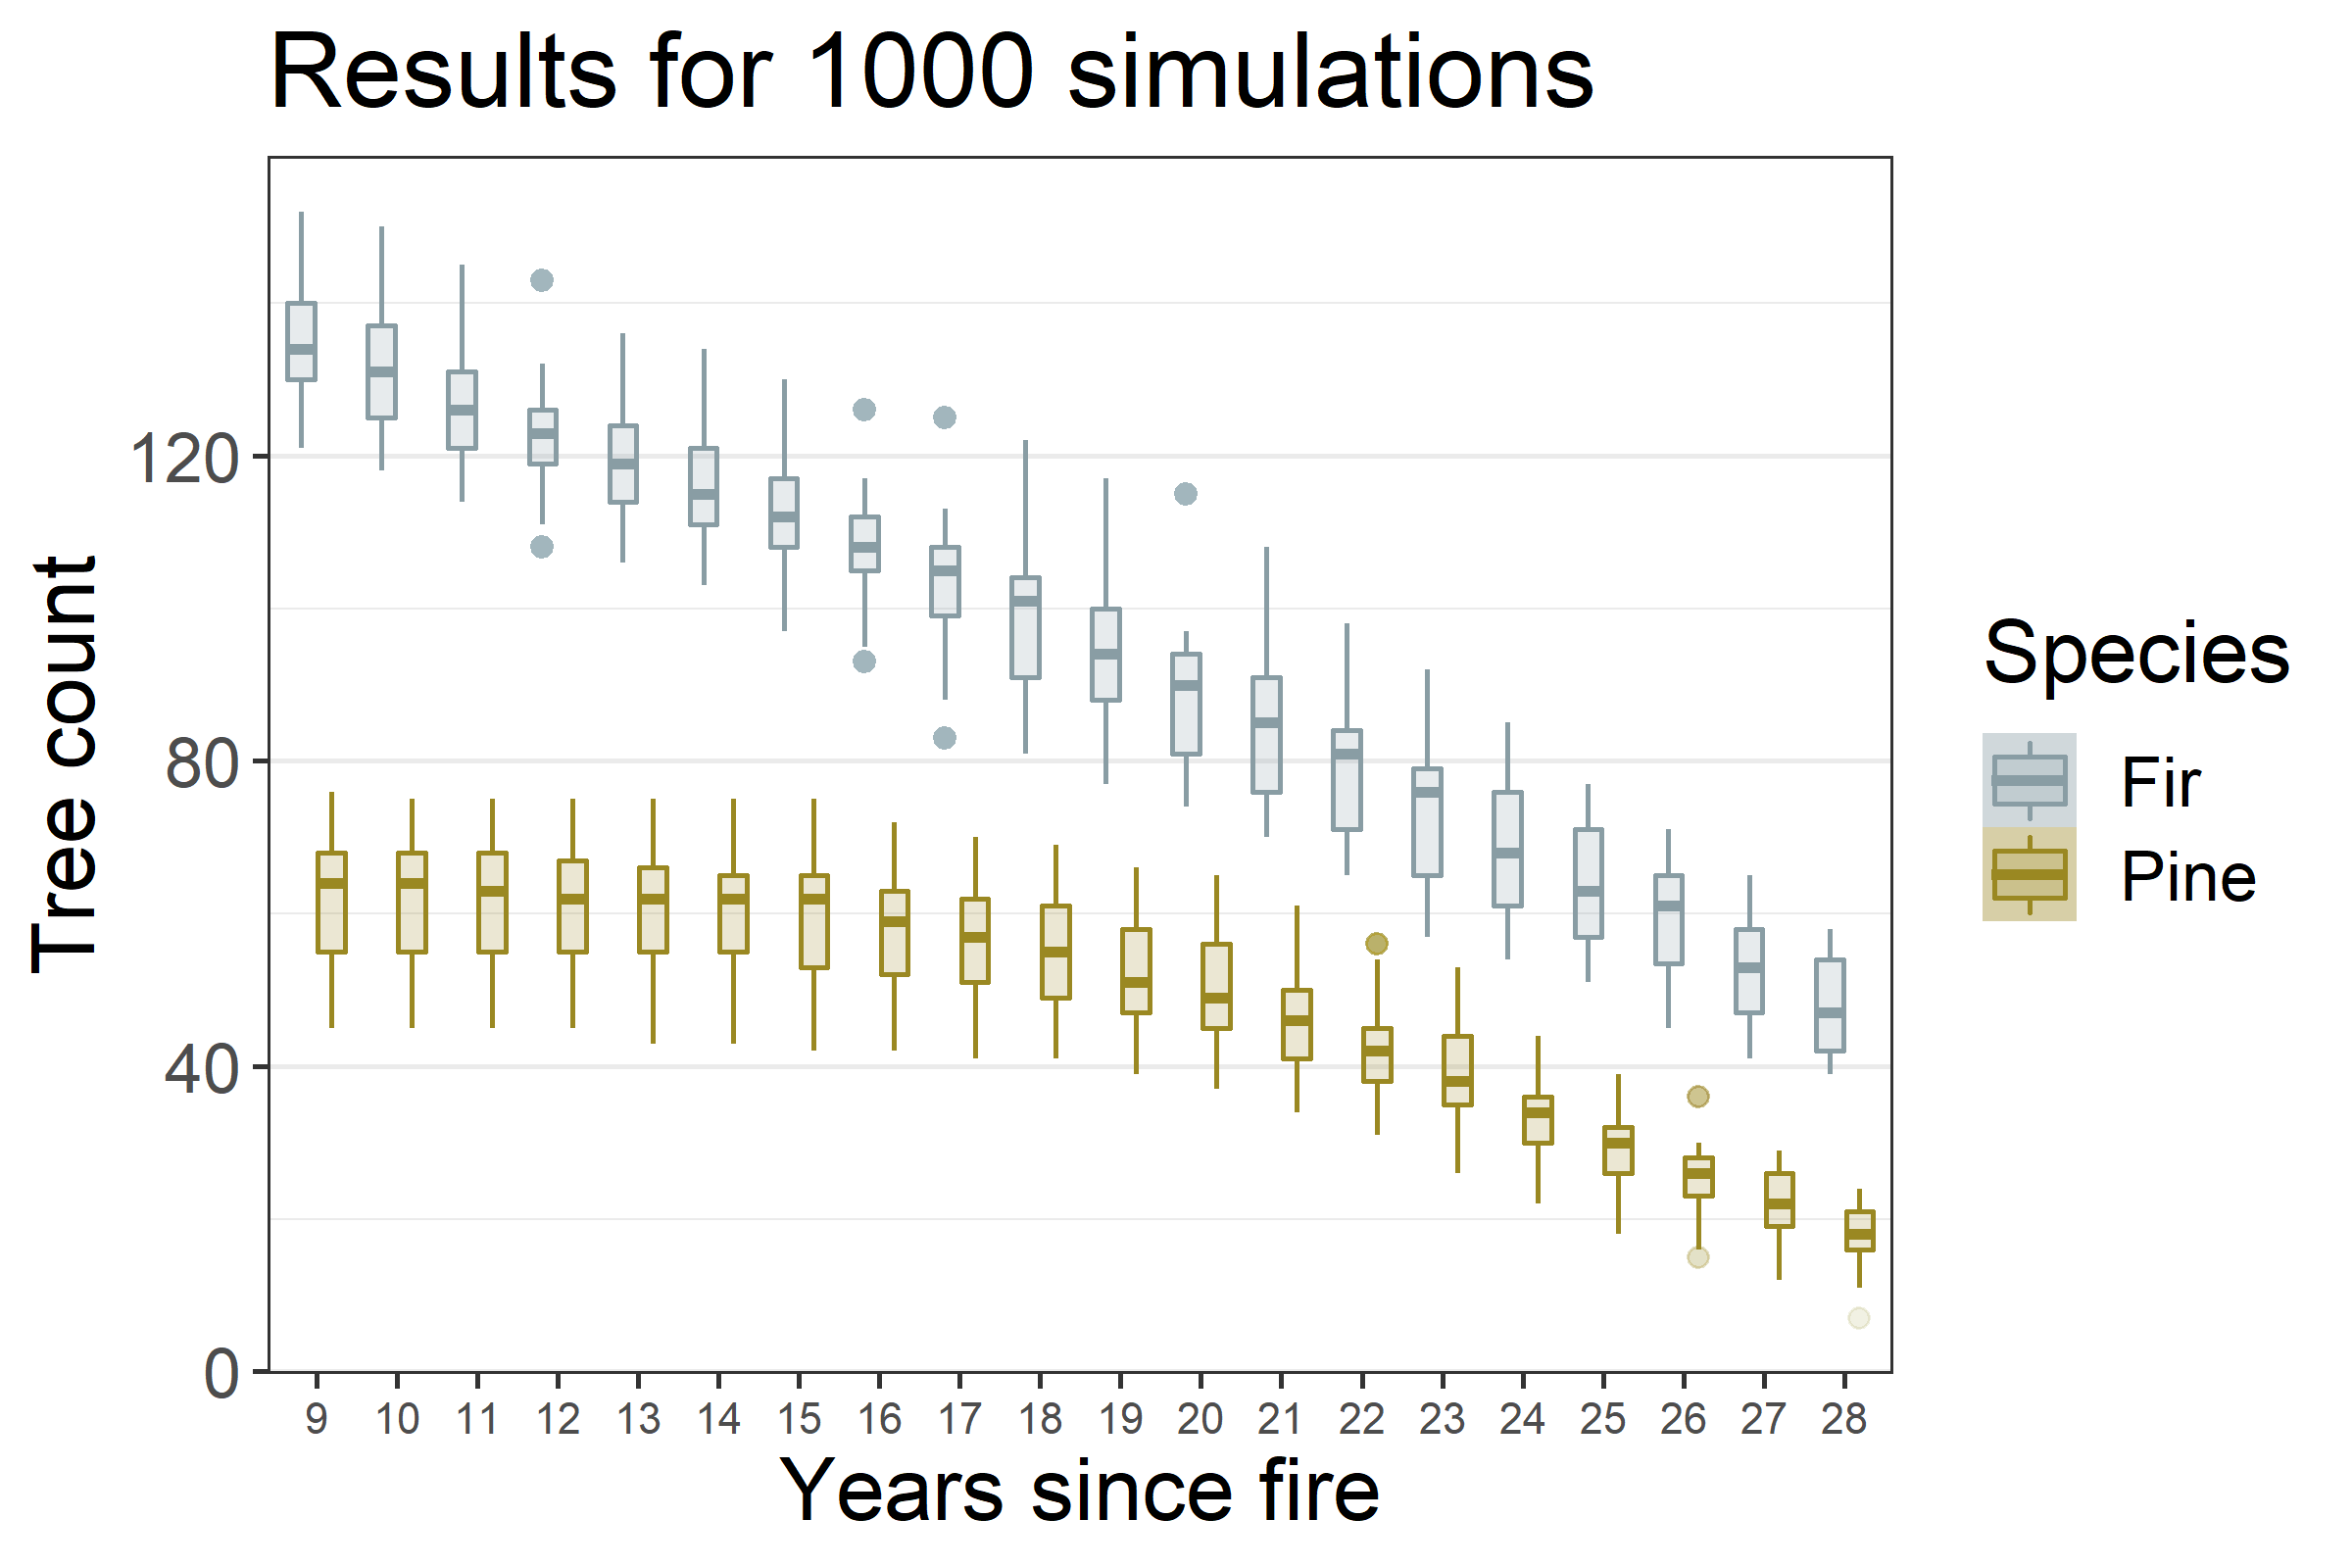 Results for 1000 simulations
120
80
40
0
Tree count
9 10 11 12 13 14 15 16 17 18 19 20 21 22 23 24 25 26 27 28
Years since fire
Species
Fir
Pine